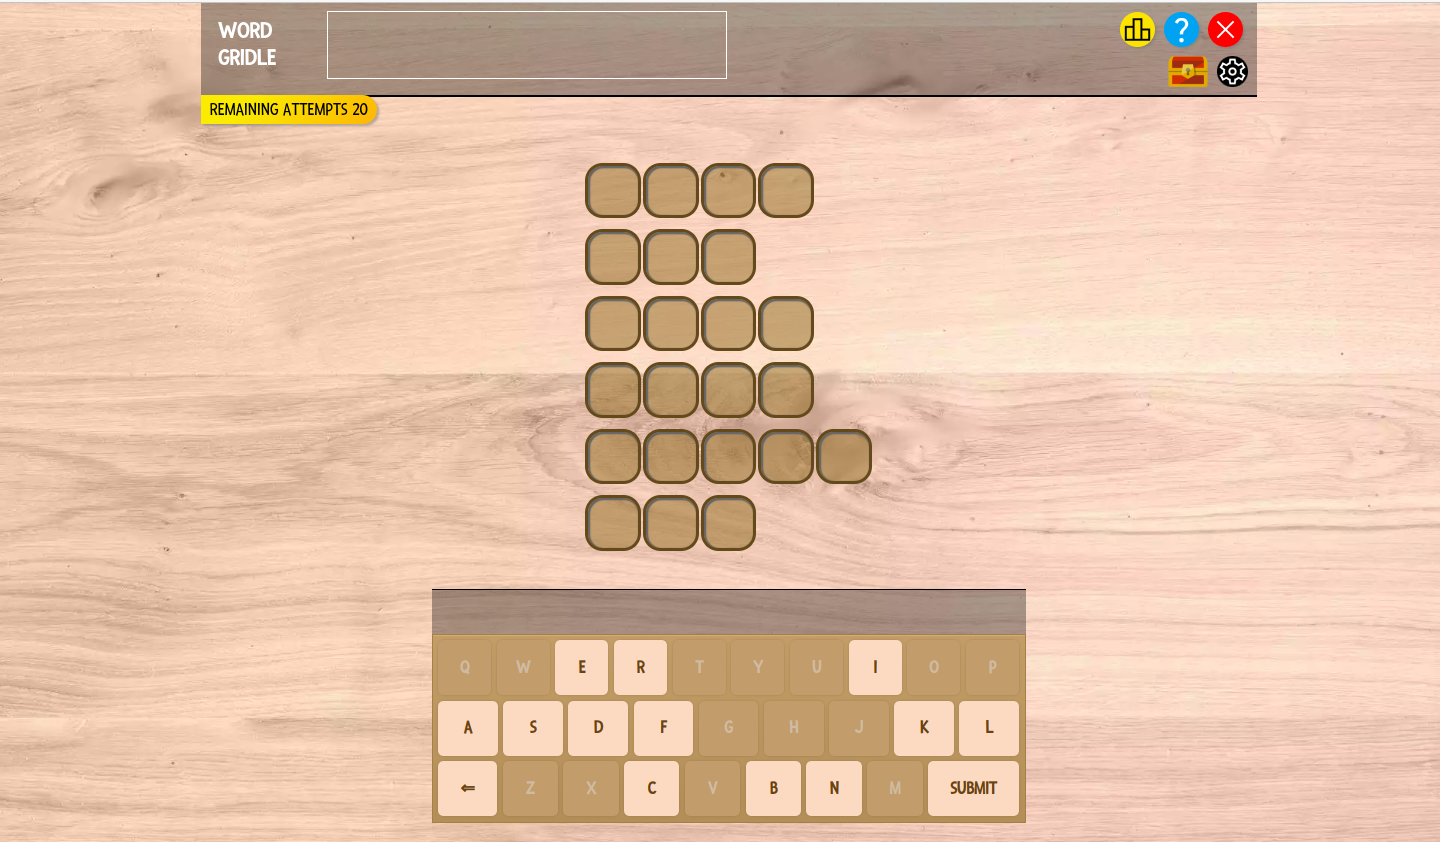 WORD
GRIDLE
REMAINING ATTEMPTS 20
Q W E R T Y U I O P
A S D F G H J K L
⇐ Z X C V B N M SUBMIT